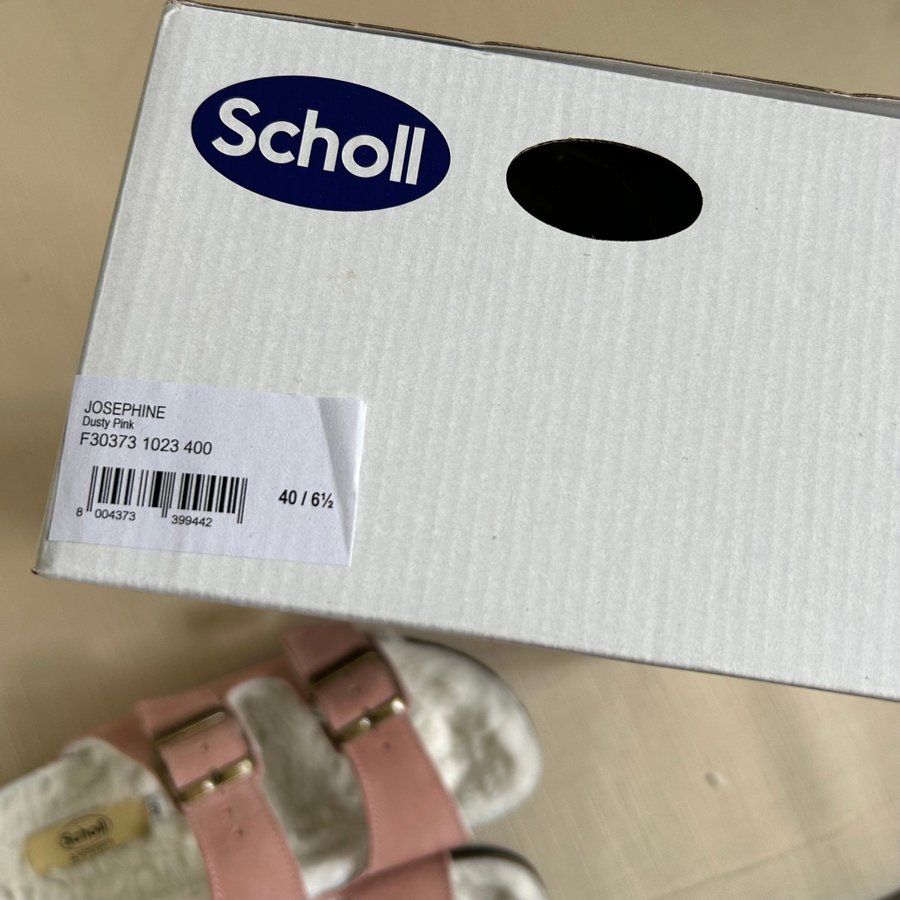 Scholl
JOSEPHINE
Dusty Pink
F30373 1023 400
40 / 6½
8 004373 399442
Scholl